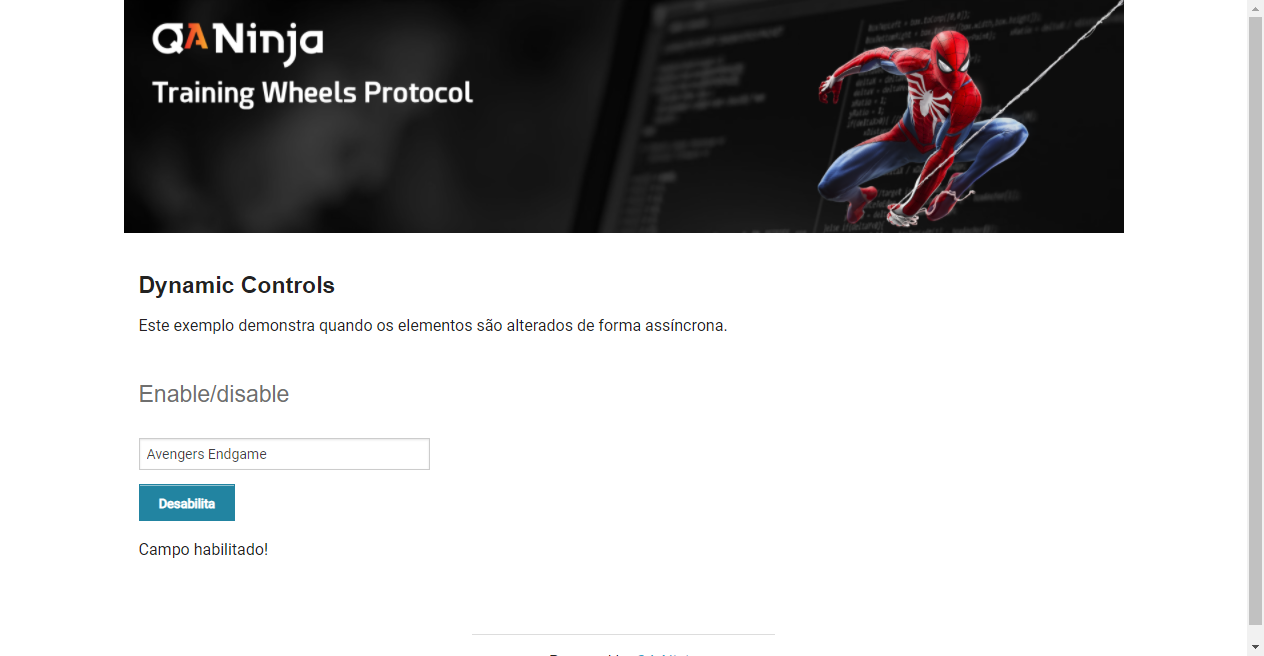 QANinja
Training Wheels Protocol
Dynamic Controls
Este exemplo demonstra quando os elementos são alterados de forma assíncrona.
Enable/disable
Avengers Endgame
Desabilita
Campo habilitado!